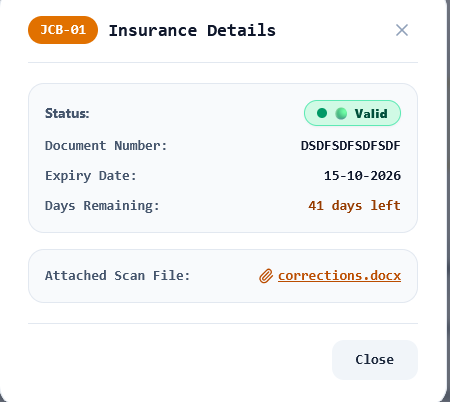 JCB-01 Insurance Details
Status: Valid
Document Number: DSDFSDFSDFSDF
Expiry Date: 15-10-2026
Days Remaining: 41 days left
Attached Scan File: corrections.docx
Close